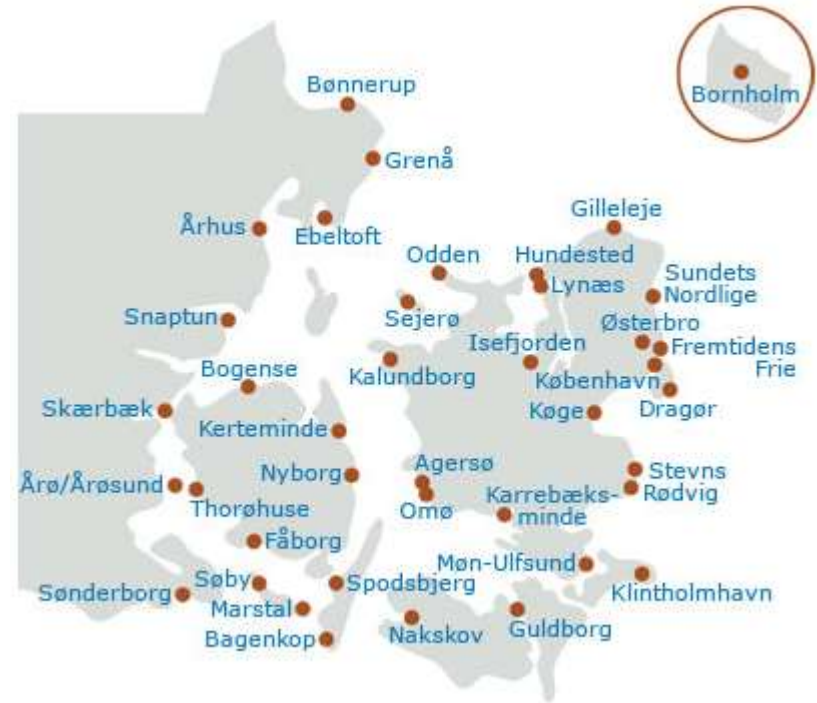 Bønnerup
Bornholm
Grenå
Gilleleje
Århus
Ebeltoft
Odden
Hundested
Lynæs
Sundets
Nordlige
Sejerø
Snaptun
Østerbro
Isefjorden
Fremtidens
Frie
Kalundborg
Bogense
København
Skærbæk
Køge
Dragør
Kerteminde
Agersø
Nyborg
Stevns
Årø/Årøsund
Thorøhuse
Omø
Karrebæks-
minde
Rødvig
Fåborg
Møn-Ulfsund
Søby
Spodsbjerg
Sønderborg
Klintholmhavn
Marstal
Bagenkop
Nakskov
Guldborg